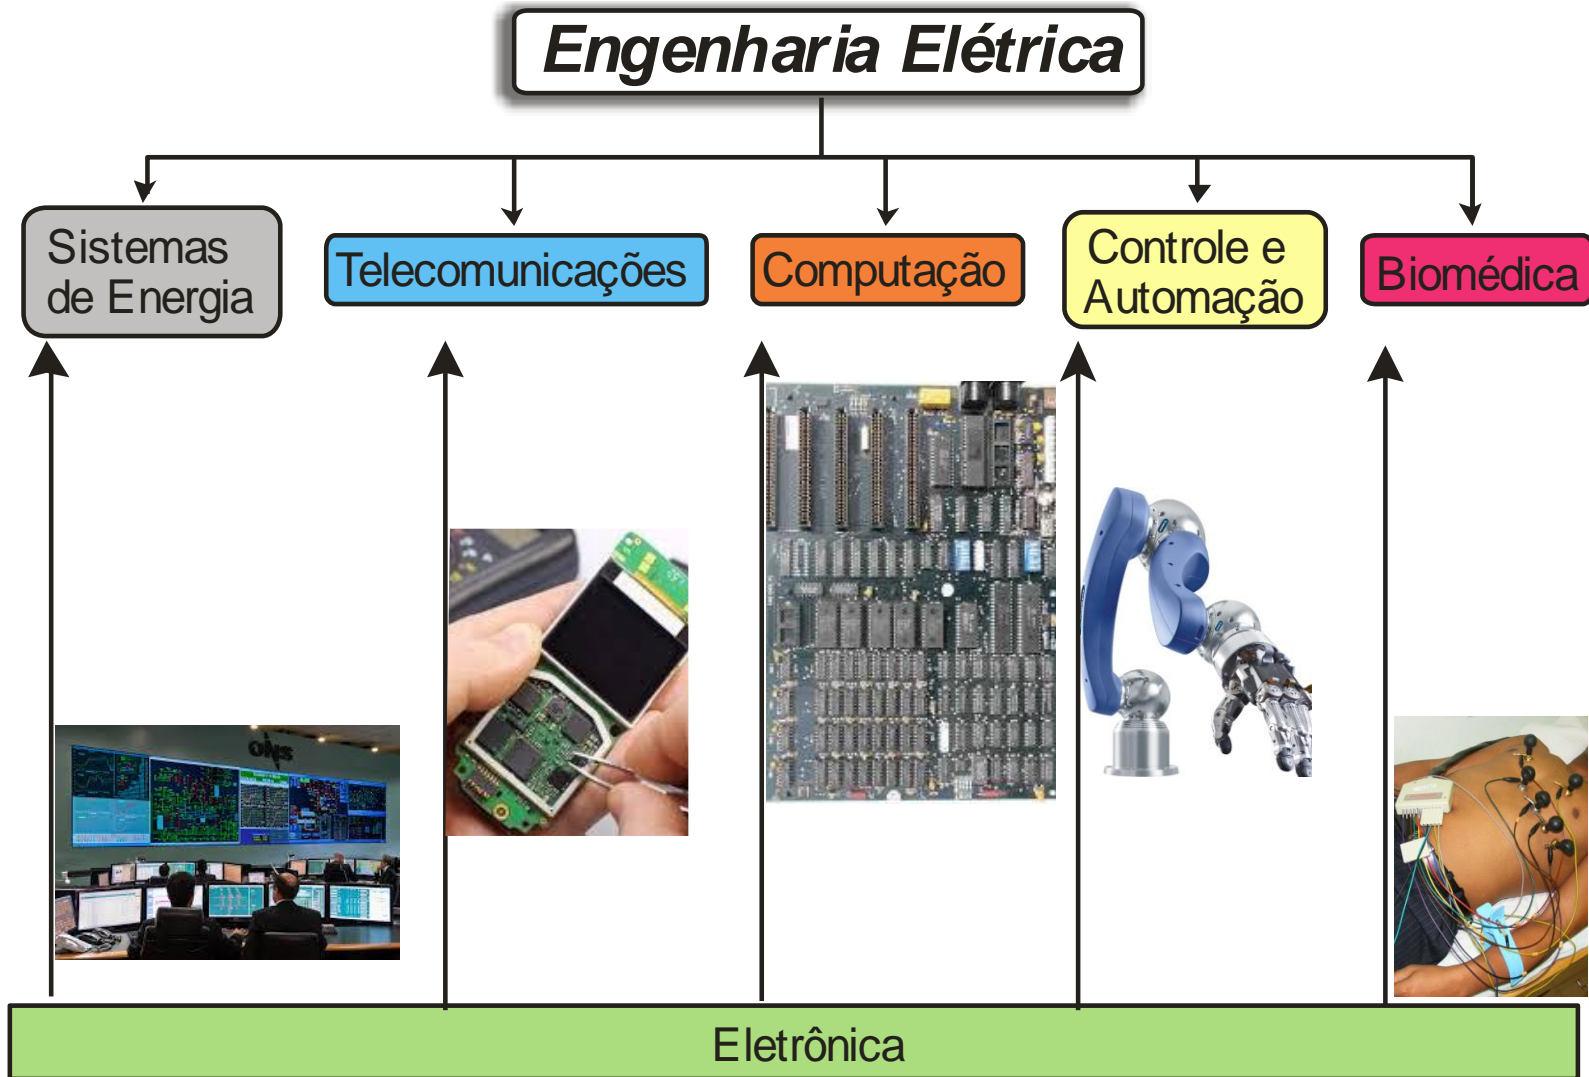 Engenharia Elétrica
Sistemas
de Energia
Telecomunicações
Computação
Controle e
Automação
Biomédica
ONS
Eletrônica